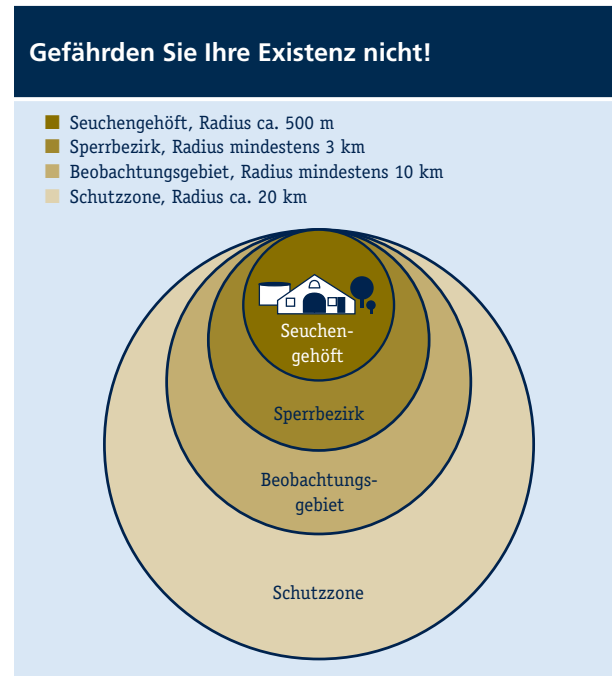 Gefährden Sie Ihre Existenz nicht!
Seuchengehöft, Radius ca. 500 m
Sperrbezirk, Radius mindestens 3 km
Beobachtungsgebiet, Radius mindestens 10 km
Schutzzone, Radius ca. 20 km
Seuchen-
gehöft
Sperrbezirk
Beobachtungs-
gebiet
Schutzzone